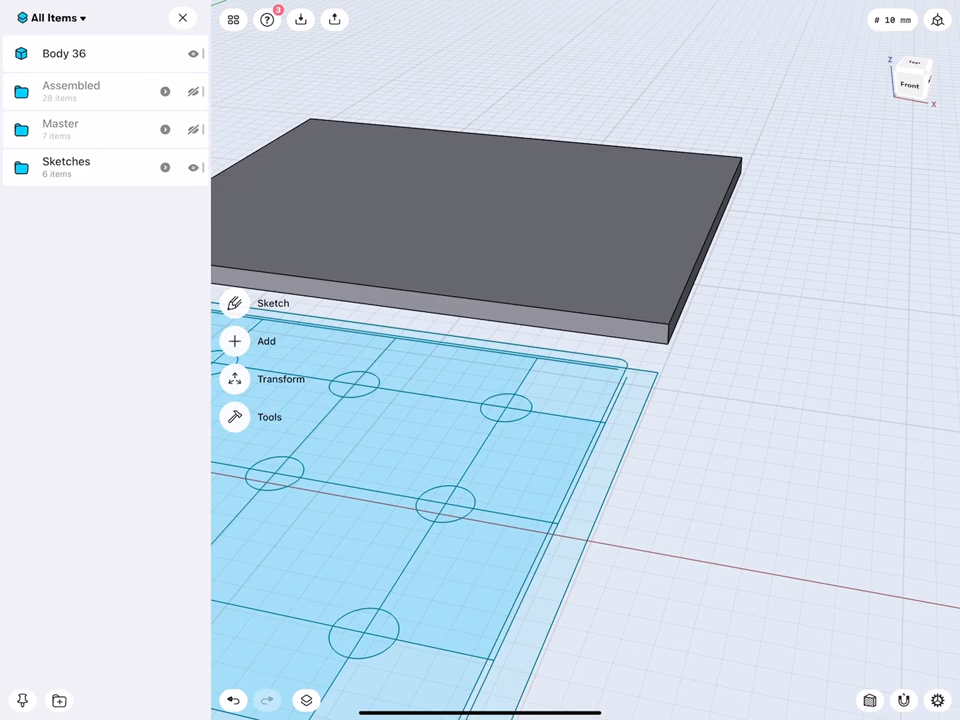 All Items
3
# 10 mm
Body 36
Assembled
28 items
Master
7 items
Sketches
6 items
Z
Front
X
Sketch
Add
Transform
Tools